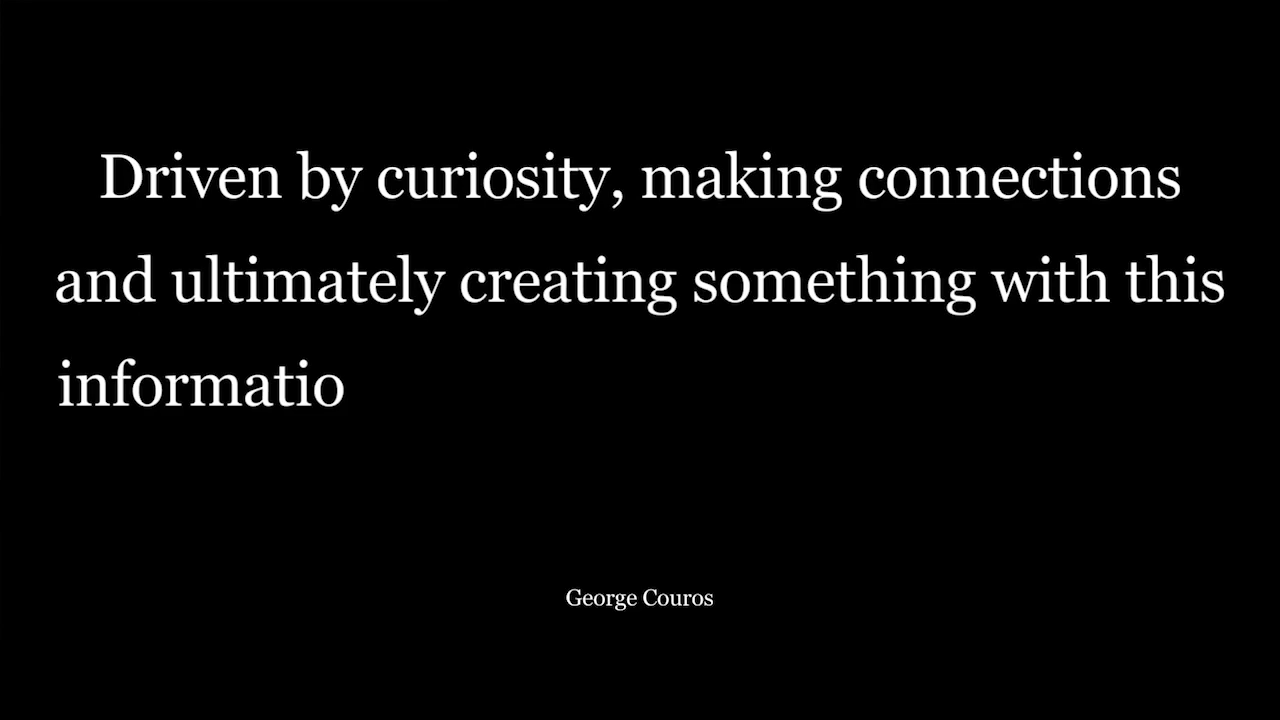 Driven by curiosity, making connections
and ultimately creating something with this
informatio
George Couros